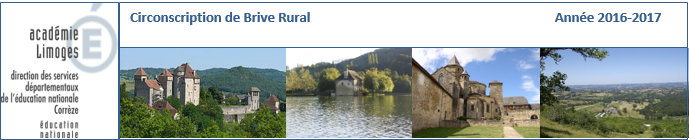 académie
Limoges
direction des services
départementaux
de l'éducation nationale
Corrèze
éducation
nationale
Circonscription de Brive Rural Année 2016-2017